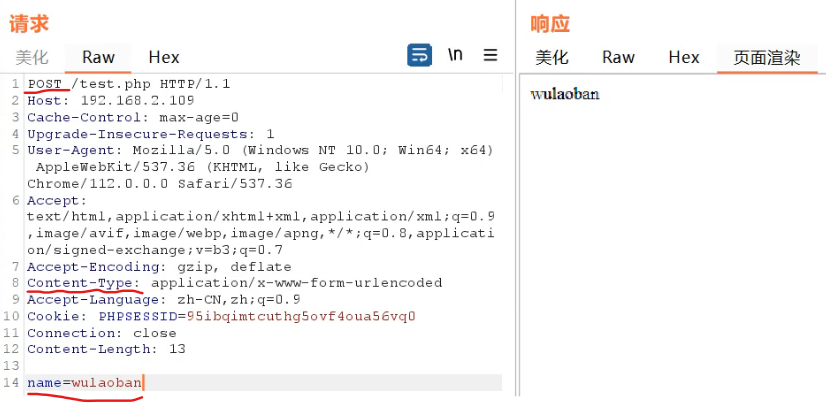 请求
美化 Raw Hex \n
1 POST /test.php HTTP/1.1
2 Host: 192.168.2.109
3 Cache-Control: max-age=0
4 Upgrade-Insecure-Requests: 1
5 User-Agent: Mozilla/5.0 (Windows NT 10.0; Win64; x64)
AppleWebKit/537.36 (KHTML, like Gecko)
Chrome/112.0.0.0 Safari/537.36
6 Accept:
text/html,application/xhtml+xml,application/xml;q=0.9
,image/avif,image/webp,image/apng,*/*;q=0.8,applicati
on/signed-exchange;v=b3;q=0.7
7 Accept-Encoding: gzip, deflate
8 Content-Type: application/x-www-form-urlencoded
9 Accept-Language: zh-CN,zh;q=0.9
10 Cookie: PHPSESSID=95ibqimtcuthg5ovf4oua56vq0
11 Connection: close
12 Content-Length: 13
13
14 name=wulaoban
响应
美化 Raw Hex 页面渲染
wulaoban